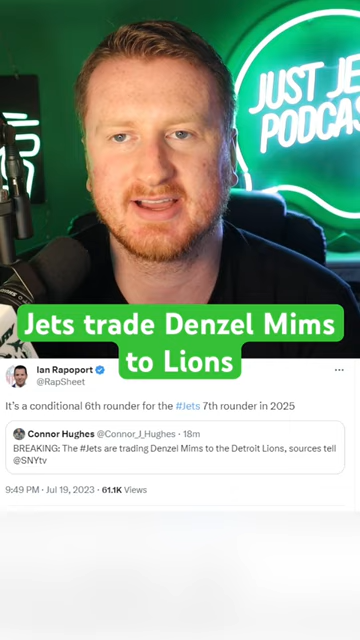 JUST JE
PODCAS
Jets trade Denzel Mims
to Lions
Ian Rapoport
@RapSheet
It's a conditional 6th rounder for the #Jets 7th rounder in 2025
Connor Hughes @Connor_J_Hughes · 18m
BREAKING: The #Jets are trading Denzel Mims to the Detroit Lions, sources tell
@SNYtv
9:49 PM · Jul 19, 2023 · 61.1K Views